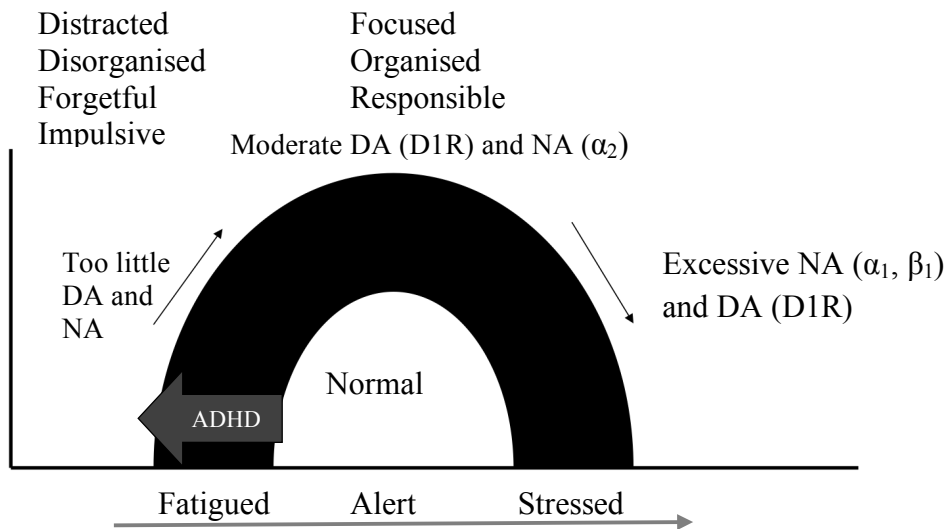 Distracted
Disorganised
Forgetful
Impulsive
Focused
Organised
Responsible
Moderate DA (D1R) and NA (α₂)
Too little
DA and
NA
Excessive NA (α₁, β₁)
and DA (D1R)
Normal
ADHD
Fatigued
Alert
Stressed